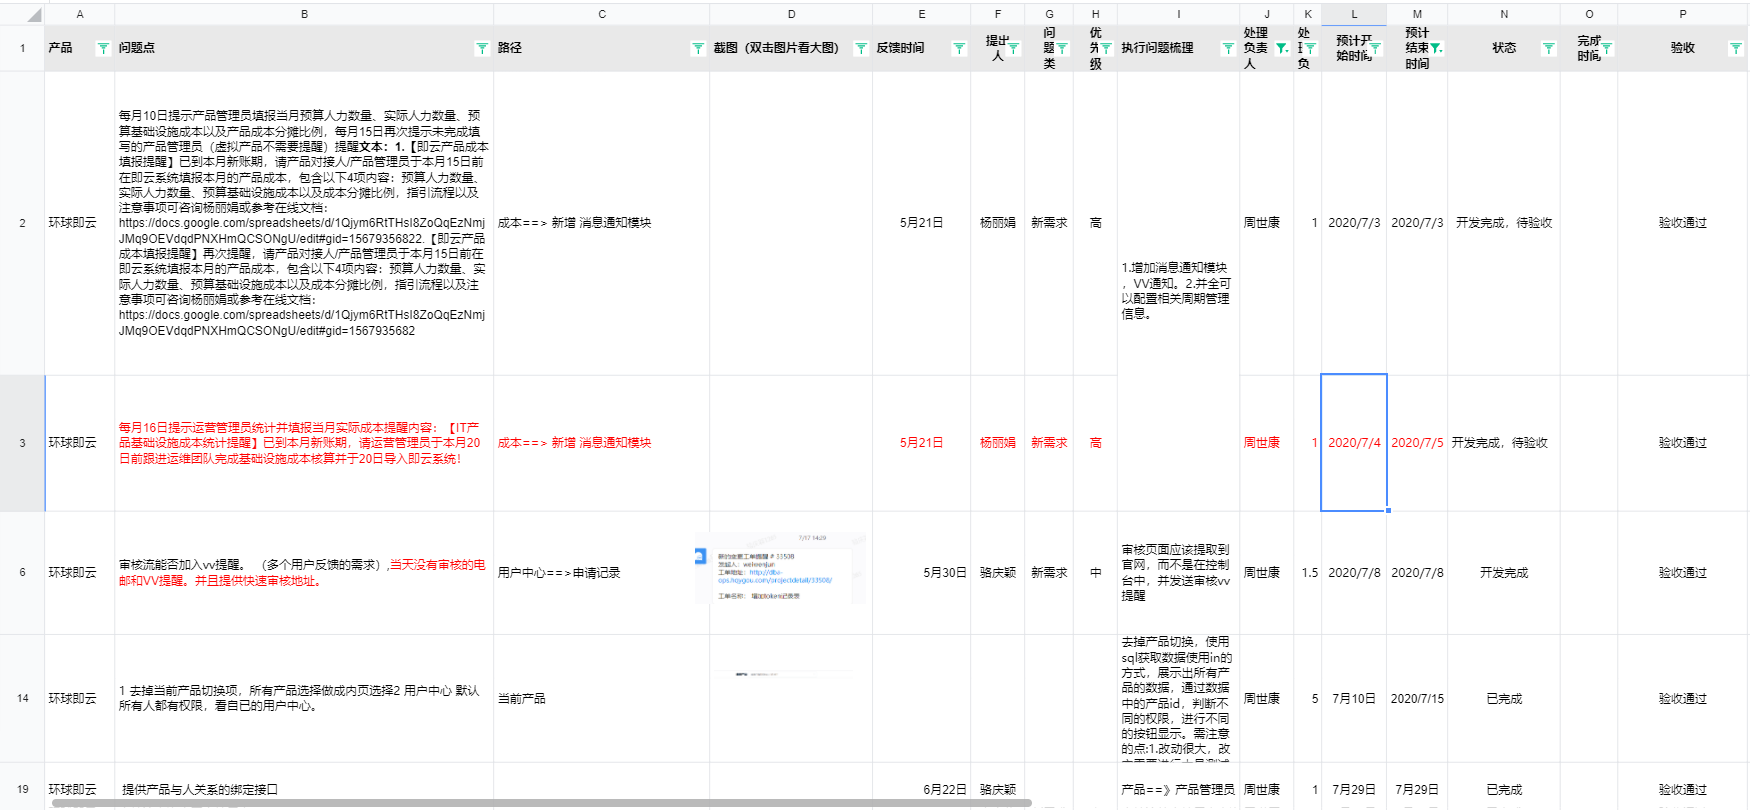 A B C D E F G H I J K L M N O P
1 产品 问题点 路径 截图（双击图片看大图） 反馈时间 提出人 问题类 优先级 执行问题梳理 处理负责人 处 负 预计开始时间 预计结束时间 状态 完成时间 验收
2 环球即云
每月10日提示产品管理员填报当月预算人力数量、实际人力数量、预
算基础设施成本以及产品成本分摊比例，每月15日再次提示未完成填
写的产品管理员（虚拟产品不需要提醒）提醒文本：1.【即云产品成本
填报提醒】已到本月新账期，请产品对接人/产品管理员于本月15日前
在即云系统填报本月的产品成本，包含以下4项内容：预算人力数量、
实际人力数量、预算基础设施成本以及成本分摊比例，指引流程以及
注意事项可咨询杨丽娟或参考在线文档：
https://docs.google.com/spreadsheets/d/1Qjym6RtTHsI8ZoQqEzNmj
JMq9OEVdqdPNXHmQCSONgU/edit#gid=15679356822.【即云产品
成本填报提醒】再次提醒，请产品对接人/产品管理员于本月15日前在
即云系统填报本月的产品成本，包含以下4项内容：预算人力数量、实
际人力数量、预算基础设施成本以及成本分摊比例，指引流程以及注
意事项可咨询杨丽娟或参考在线文档：
https://docs.google.com/spreadsheets/d/1Qjym6RtTHsI8ZoQqEzNmj
JMq9OEVdqdPNXHmQCSONgU/edit#gid=1567935682
成本==> 新增 消息通知模块 5月21日 杨丽娟 新需求 高
1.增加消息通知模块
，VV通知。2.并全可
以配置相关周期管理
信息。
周世康 1 2020/7/3 2020/7/3 开发完成，待验收 验收通过
3 环球即云
每月16日提示运营管理员统计并填报当月实际成本提醒内容：【IT产
品基础设施成本统计提醒】已到本月新账期，请运营管理员于本月20
日前跟进运维团队完成基础设施成本核算并于20日导入即云系统！
成本==> 新增 消息通知模块 5月21日 杨丽娟 新需求 高 周世康 1 2020/7/4 2020/7/5 开发完成，待验收 验收通过
6 环球即云
审核流能否加入vv提醒。 （多个用户反馈的需求）,当天没有审核的电
邮和VV提醒。并且提供快速审核地址。
用户中心==>申请记录
7/17 14:29
新的变更工单提醒 # 33508
发起人：weleenjun
工单地址：http://dba-
ops.hqygou.com/projectdetail/33508/
工单名称： 增加token记录表
5月30日 骆庆颖 新需求 中
审核页面应该提取到
官网，而不是在控制
台中，并发送审核vv
提醒
周世康 1.5 2020/7/8 2020/7/8 开发完成 验收通过
14 环球即云
1 去掉当前产品切换项，所有产品选择做成内页选择2 用户中心 默认
所有人都有权限，看自已的用户中心。
当前产品
去掉产品切换，使用
sql获取数据使用in的
方式，展示出所有产
品的数据，通过数据
中的产品id，判断不
同的权限，进行不同
的按钮显示。需注意
的点:1.改动很大，改
周世康 5 7月10日 2020/7/15 已完成 验收通过
19 环球即云 提供产品与人关系的绑定接口 6月22日 骆庆颖 产品==》产品管理员 周世康 1 7月29日 7月29日 已完成 验收通过